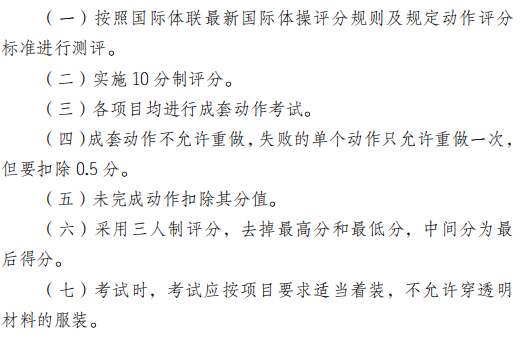 （一）按照国际体联最新国际体操评分规则及规定动作评分
标准进行测评。
（二）实施 10 分制评分。
（三）各项目均进行成套动作考试。
（四）成套动作不允许重做，失败的单个动作只允许重做一次，
但要扣除 0.5 分。
（五）未完成动作扣除其分值。
（六）采用三人制评分，去掉最高分和最低分，中间分为最
后得分。
（七）考试时，考试应按项目要求适当着装，不允许穿透明
材料的服装。